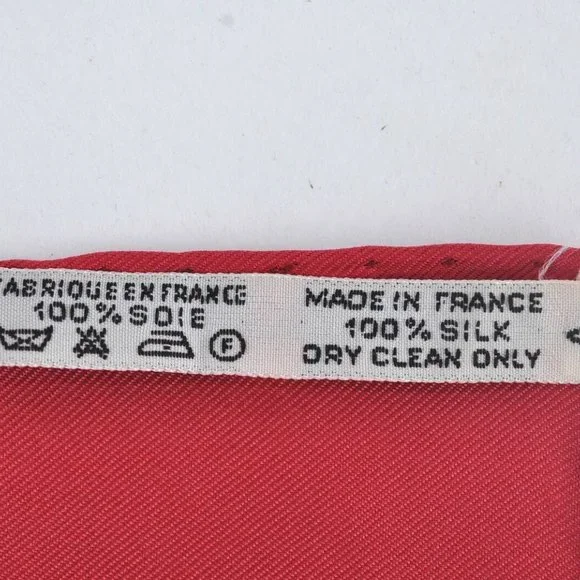 FABRIQUE EN FRANCE
100% SOIE
F
MADE IN FRANCE
100% SILK
DRY CLEAN ONLY